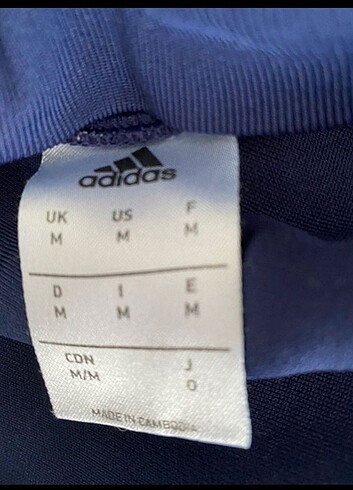 adidas
UK US F
M M M
D I E
M M M
CDN J
M/M O
MADE IN CAMBODIA